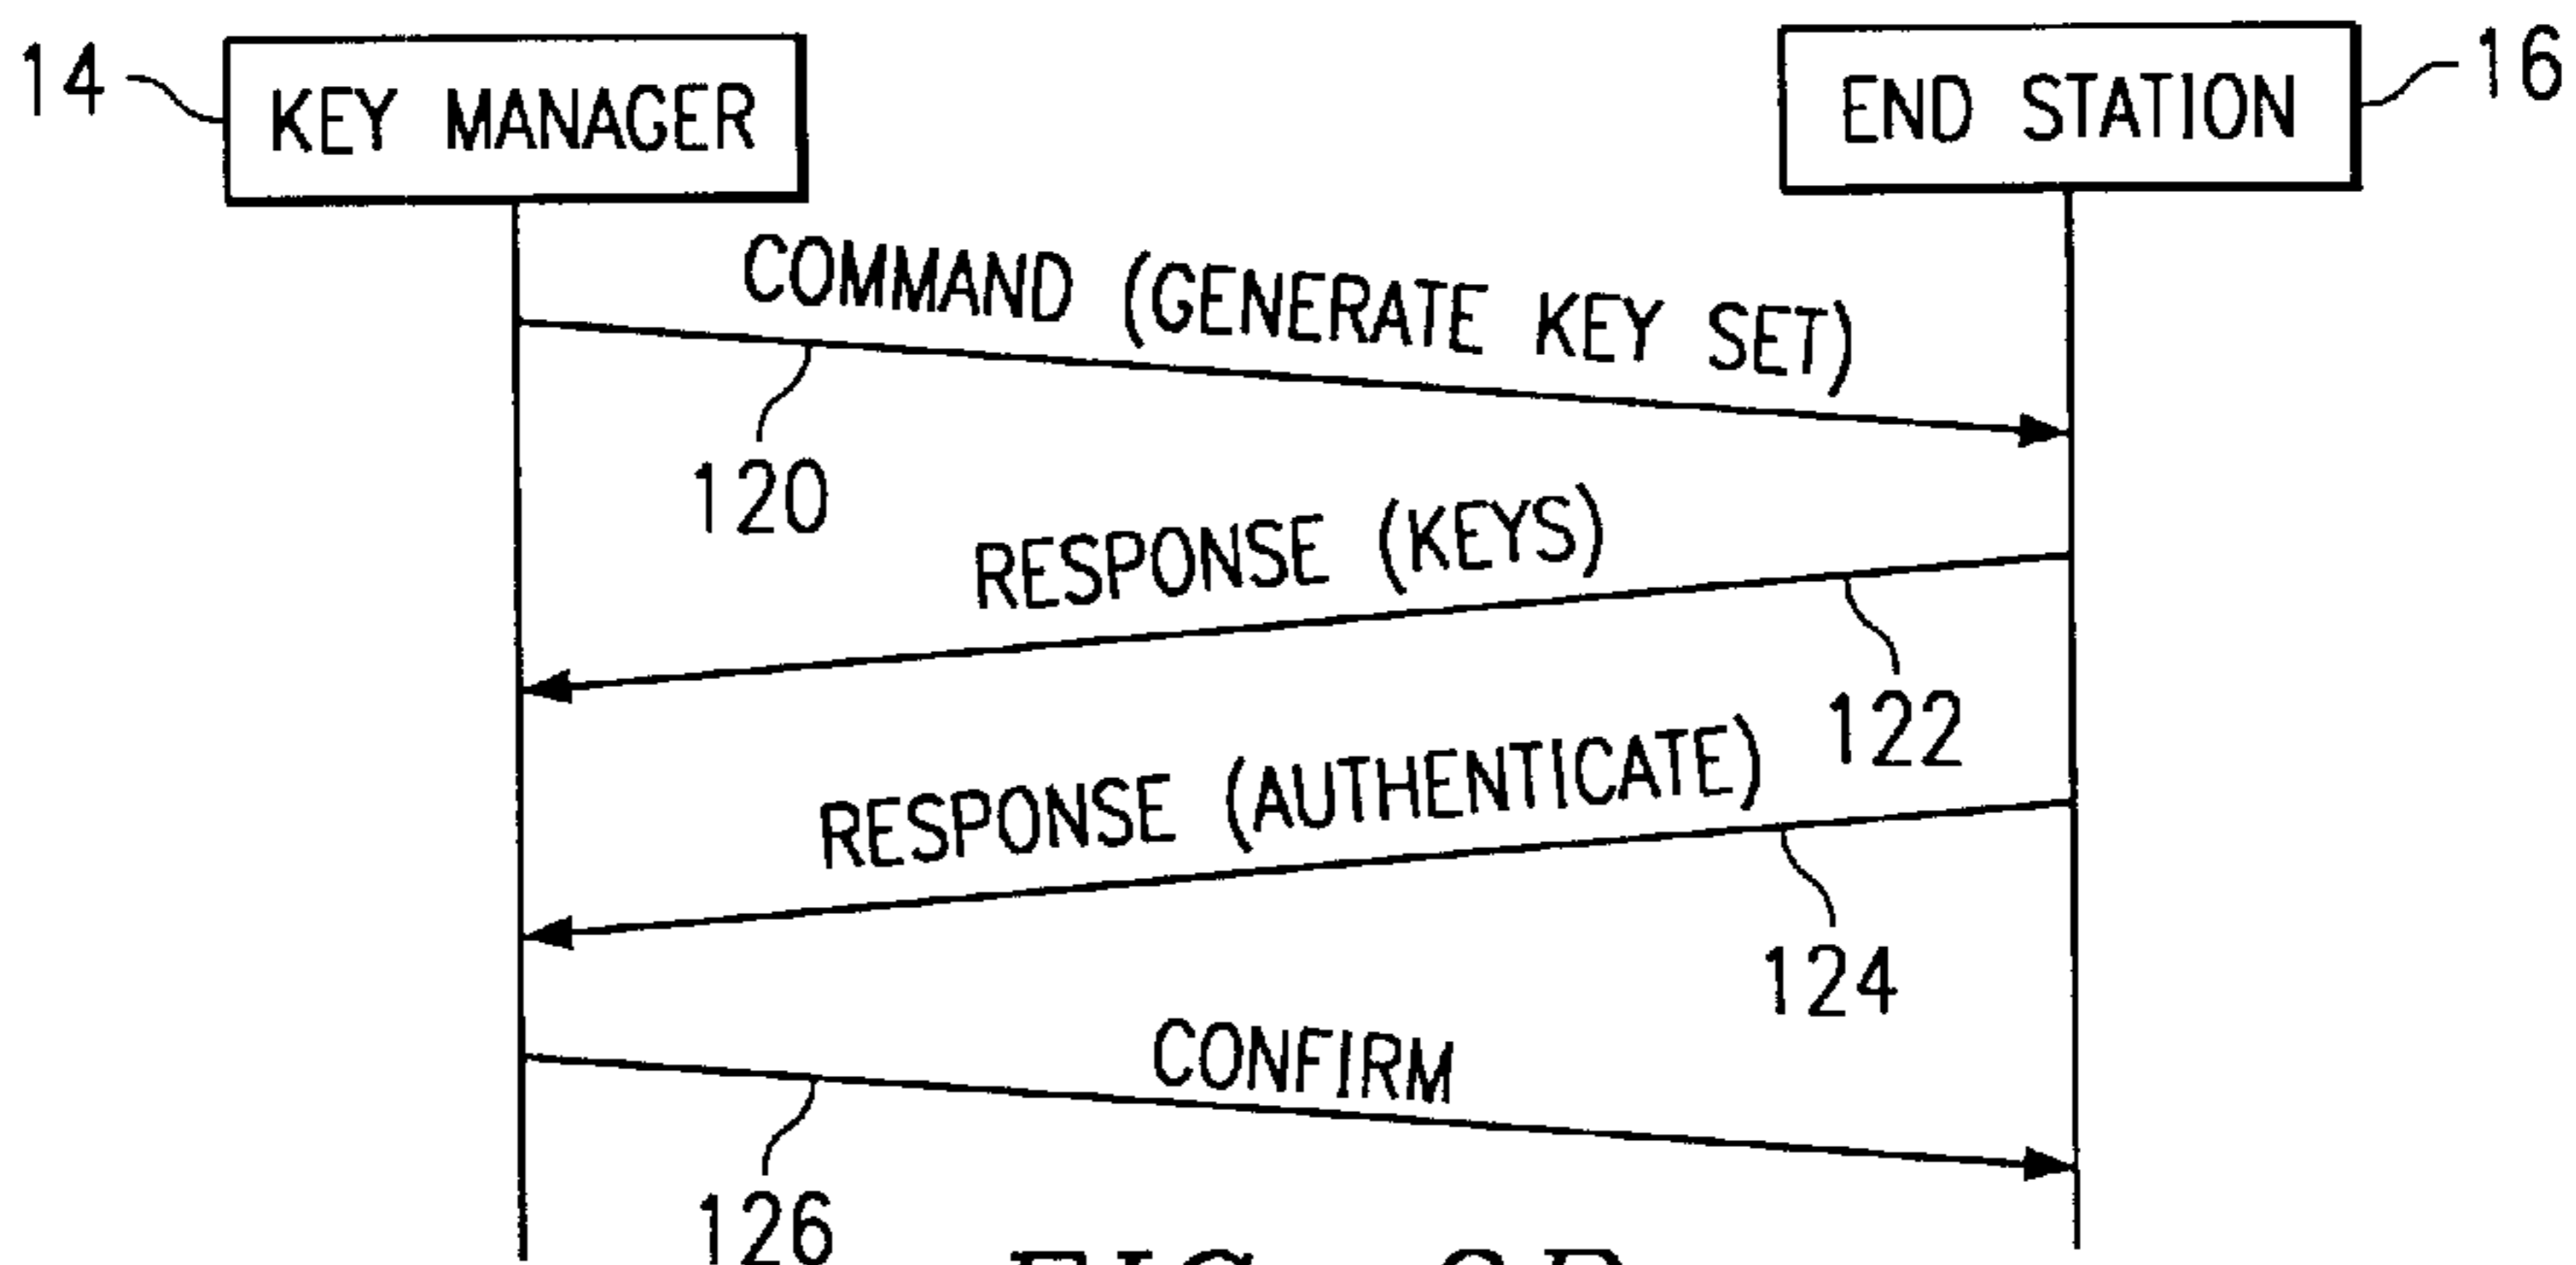 14
KEY MANAGER
END STATION
16
COMMAND (GENERATE KEY SET)
120
RESPONSE (KEYS)
122
RESPONSE (AUTHENTICATE)
124
CONFIRM
126